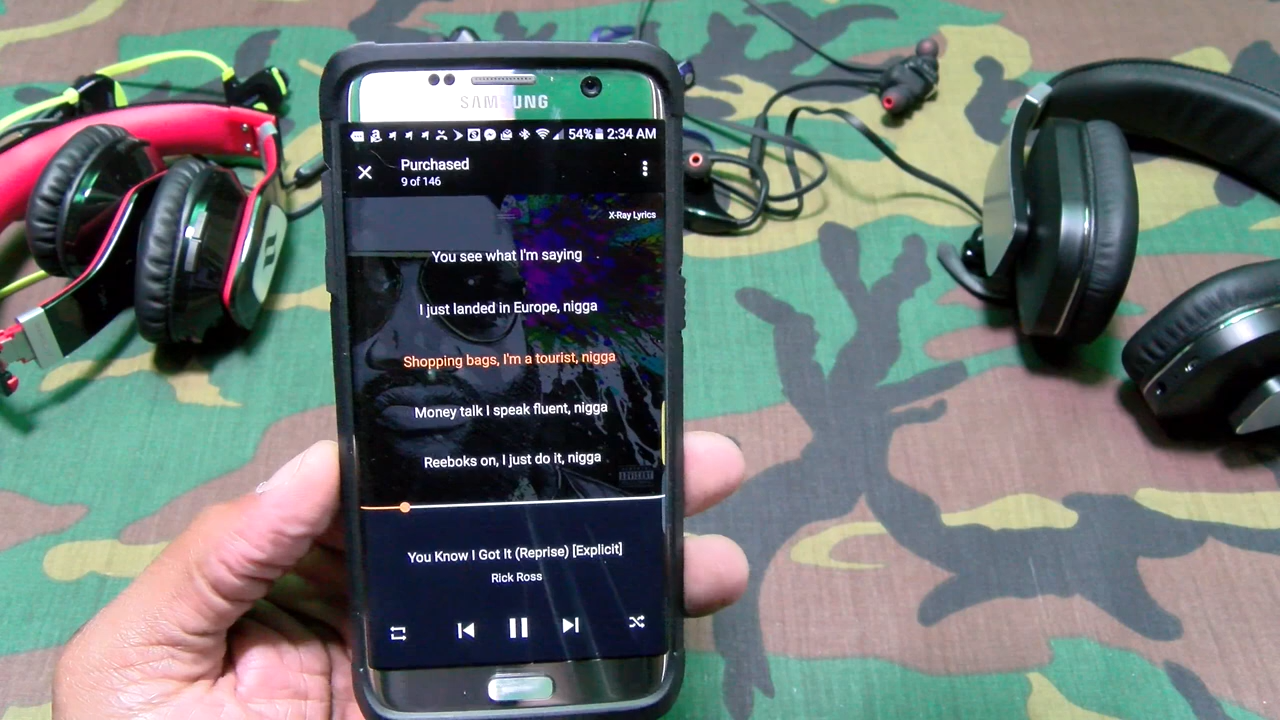 SAMSUNG
54% 2:34 AM
Purchased
9 of 146
X-Ray Lyrics
You see what I'm saying
I just landed in Europe, nigga
Shopping bags, I'm a tourist, nigga
Money talk I speak fluent, nigga
Reeboks on, I just do it, nigga
ADVISORY
You Know I Got It (Reprise) [Explicit]
Rick Ross